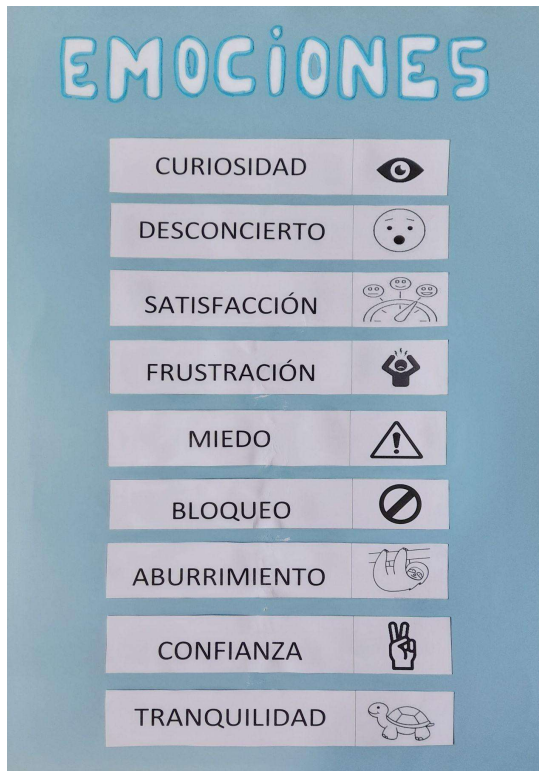 EMOCiONES
CURIOSIDAD
DESCONCIERTO
SATISFACCIÓN
FRUSTRACIÓN
MIEDO
BLOQUEO
ABURRIMIENTO
CONFIANZA
TRANQUILIDAD